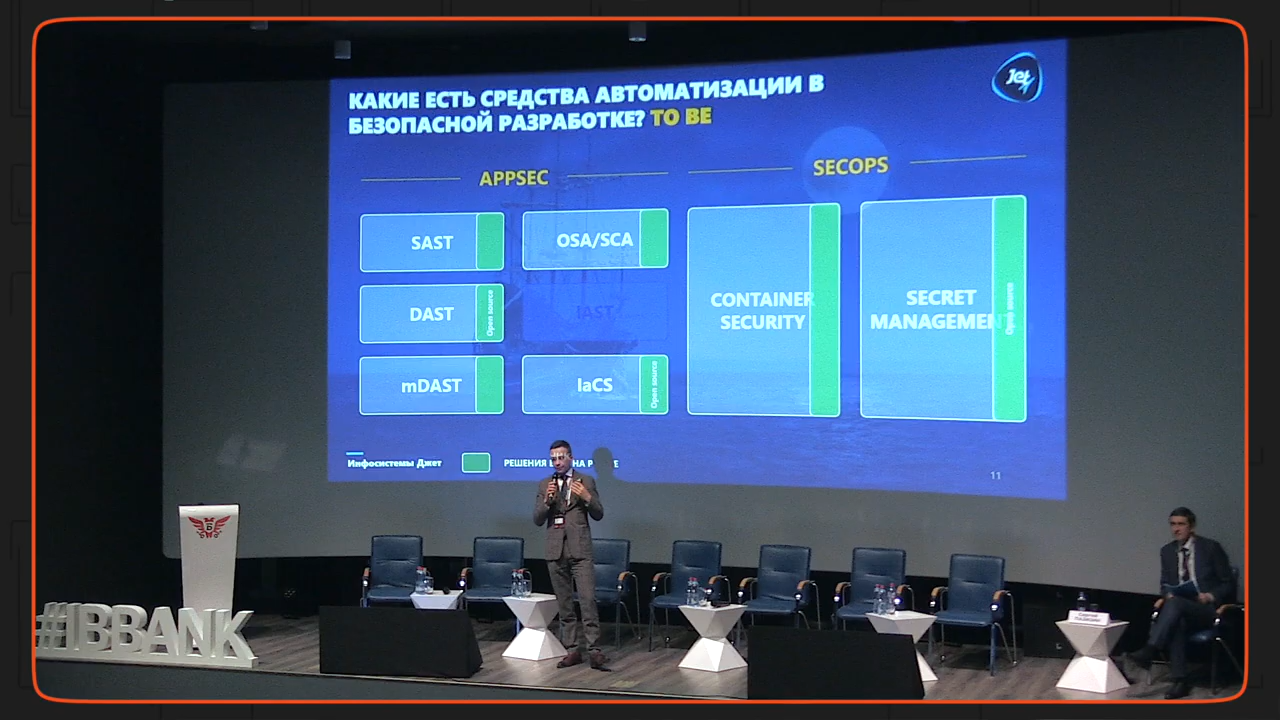 КАКИЕ ЕСТЬ СРЕДСТВА АВТОМАТИЗАЦИИ В
БЕЗОПАСНОЙ РАЗРАБОТКЕ? TO BE
Jet
APPSEC
SECOPS
SAST
OSA/SCA
DAST
Open source
IAST
mDAST
IaCS
Open source
CONTAINER
SECURITY
SECRET
MANAGEMENT
Open source
Инфосистемы Джет
РЕШЕНИЯ
11
Б
#IBBANK
Сергей